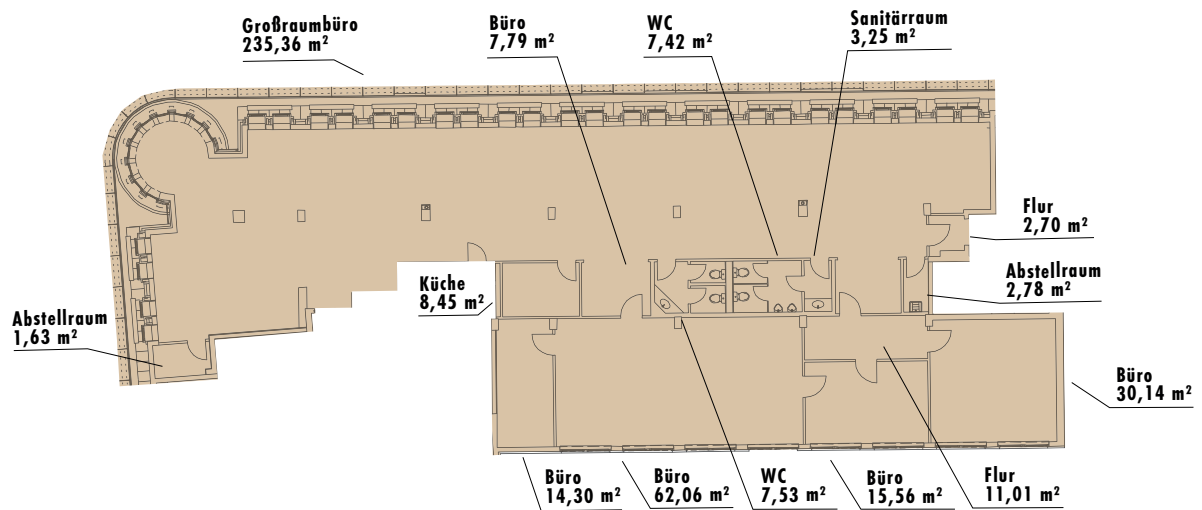 Großraumbüro
235,36 m²
Büro
7,79 m²
WC
7,42 m²
Sanitärraum
3,25 m²
Flur
2,70 m²
Abstellraum
2,78 m²
Küche
8,45 m²
Abstellraum
1,63 m²
Büro
30,14 m²
Büro
14,30 m²
Büro
62,06 m²
WC
7,53 m²
Büro
15,56 m²
Flur
11,01 m²